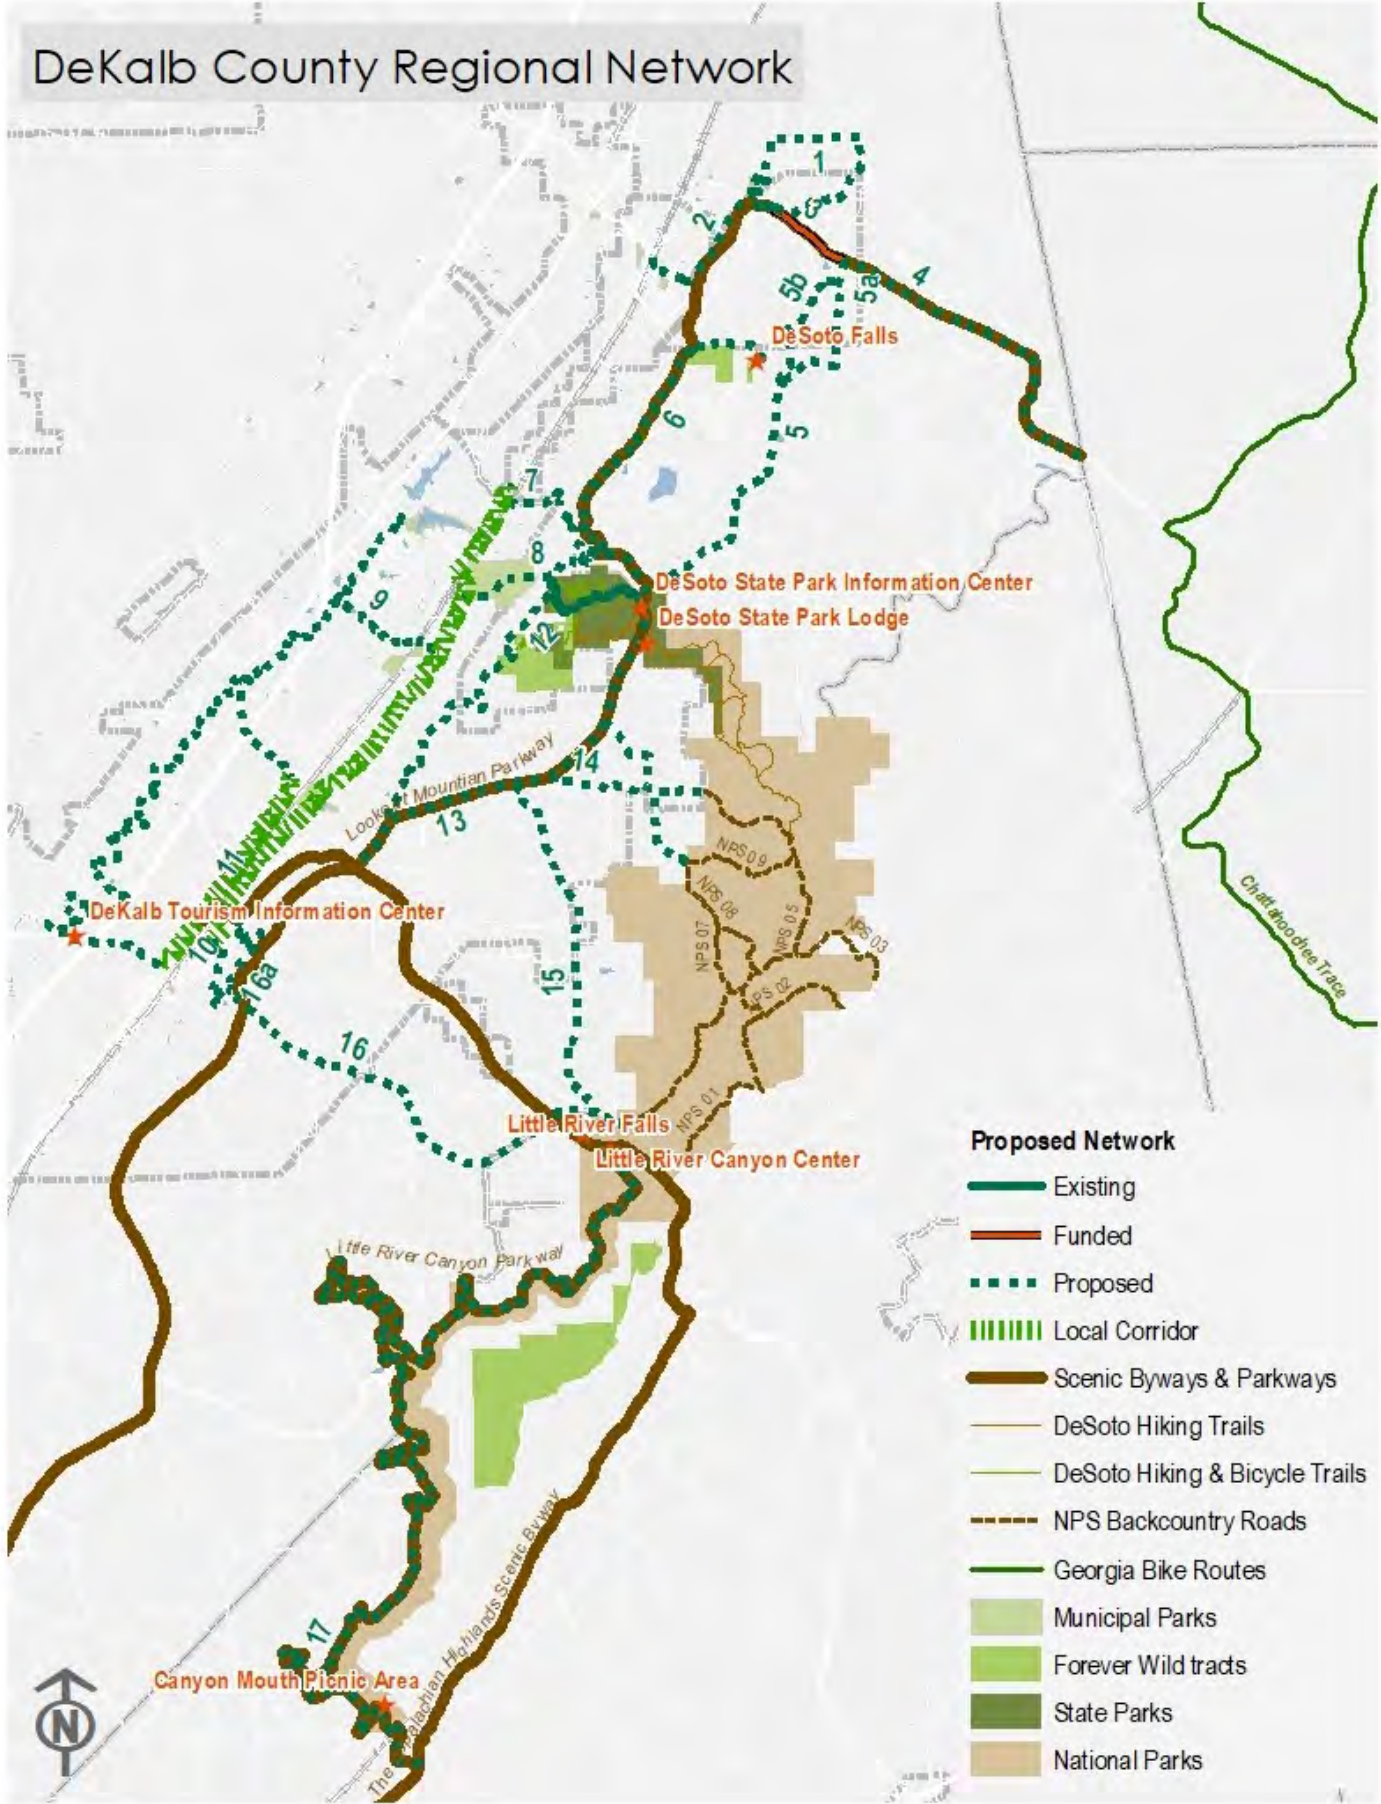 DeKalb County Regional Network
1
2
3
4
5a
5b
DeSoto Falls
6
5
7
8
DeSoto State Park Information Center
DeSoto State Park Lodge
9
12
Lookout Mountian Parkway
14
13
NPS 09
11
NPS 08
Chattahoochee Trace
DeKalb Tourism Information Center
NPS 05
NPS 03
NPS 07
10
16a
15
PS 02
16
Little River Falls
NPS 01
Little River Canyon Center
Little River Canyon Parkway
17
Canyon Mouth Picnic Area
The Appalachian Highlands Scenic Byway
N
Proposed Network
Existing
Funded
Proposed
Local Corridor
Scenic Byways & Parkways
DeSoto Hiking Trails
DeSoto Hiking & Bicycle Trails
NPS Backcountry Roads
Georgia Bike Routes
Municipal Parks
Forever Wild tracts
State Parks
National Parks